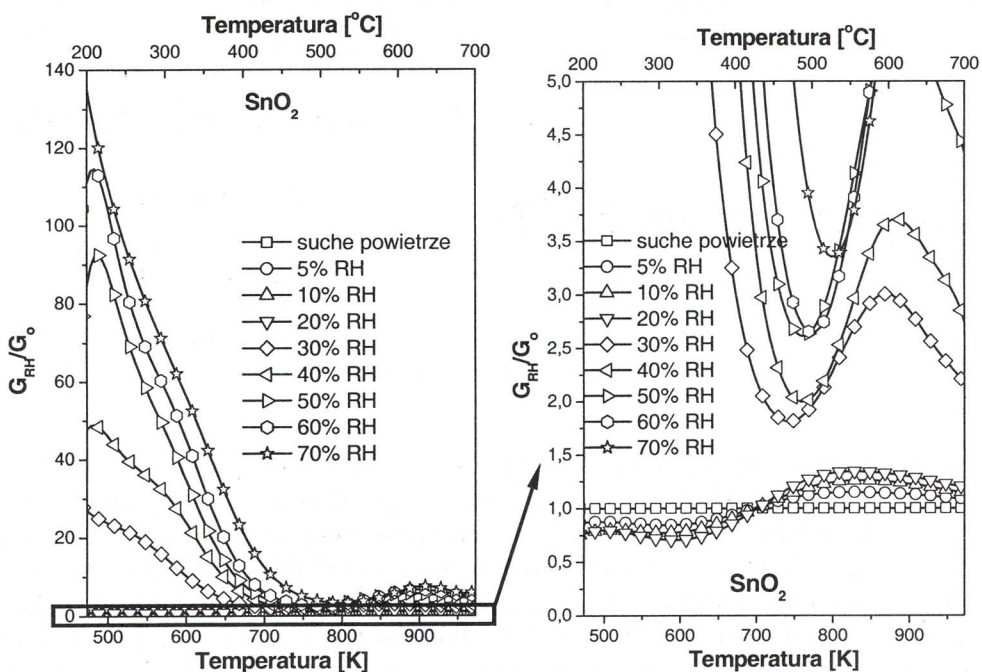 Temperatura [°C]
200 300 400 500 600 700
140
120
100
80
60
40
20
0
G_RH/G_o
SnO₂
suche powietrze
5% RH
10% RH
20% RH
30% RH
40% RH
50% RH
60% RH
70% RH
500 600 700 800 900
Temperatura [K]
Temperatura [°C]
200 300 400 500 600 700
5,0
4,5
4,0
3,5
3,0
2,5
2,0
1,5
1,0
0,5
0,0
G_RH/G_o
suche powietrze
5% RH
10% RH
20% RH
30% RH
40% RH
50% RH
60% RH
70% RH
SnO₂
500 600 700 800 900
Temperatura [K]